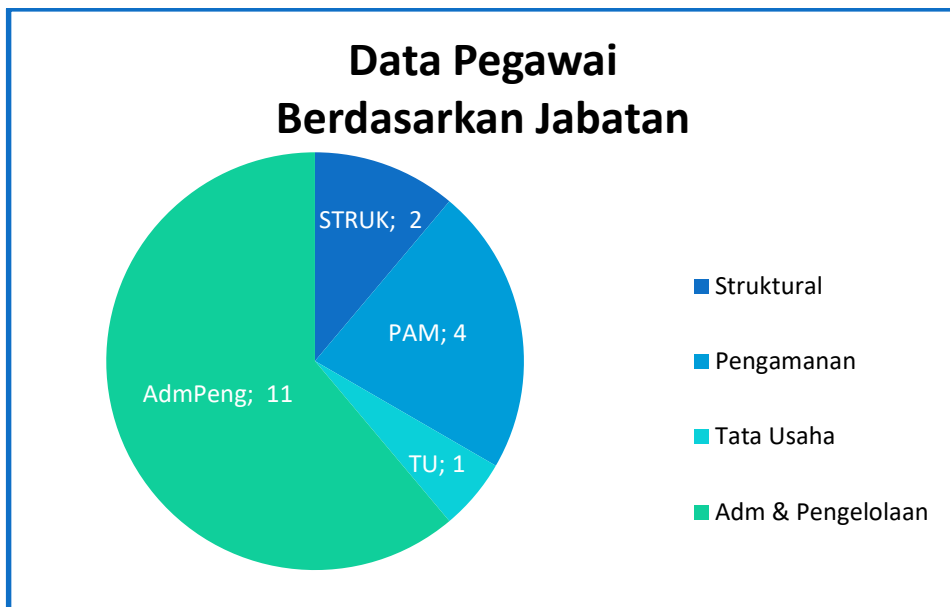 Data Pegawai
Berdasarkan Jabatan
STRUK; 2
PAM; 4
TU; 1
AdmPeng; 11
Struktural
Pengamanan
Tata Usaha
Adm & Pengelolaan